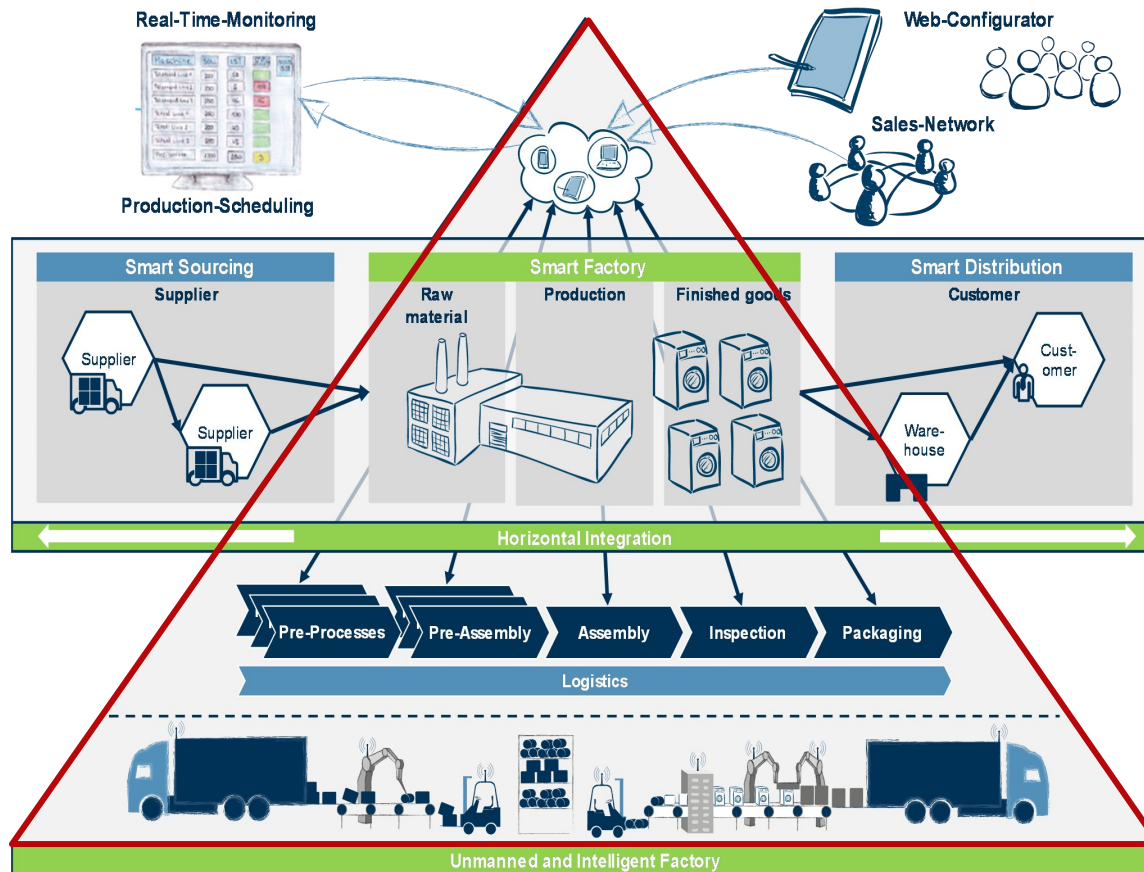 Real-Time-Monitoring
Web-Configurator
Maschine
Sales-Network
Production-Scheduling
Smart Sourcing
Smart Factory
Smart Distribution
Supplier
Raw
material
Production
Finished goods
Customer
Supplier
Supplier
Cust-
omer
Ware-
house
Horizontal Integration
Pre-Processes
Pre-Assembly
Assembly
Inspection
Packaging
Logistics
Unmanned and Intelligent Factory